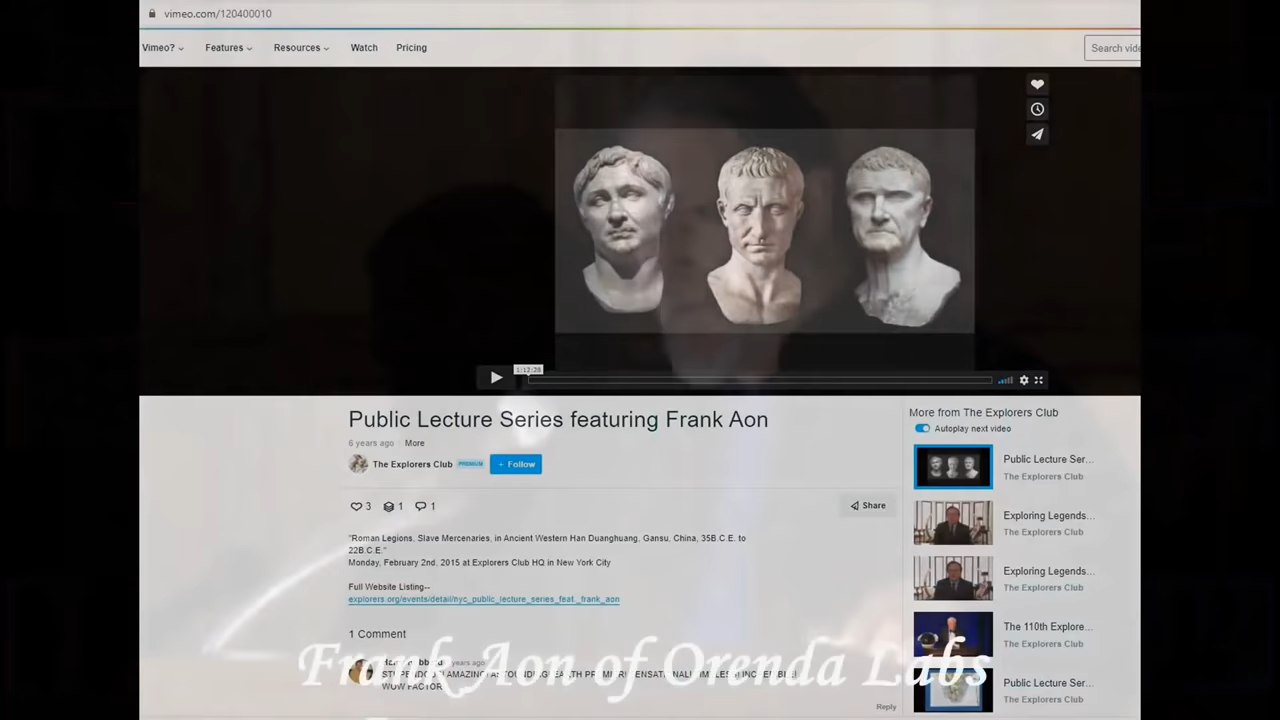 vimeo.com/120400010
Vimeo? Features Resources Watch Pricing
Search vide
1:12:28
Public Lecture Series featuring Frank Aon
6 years ago More
The Explorers Club PREMIUM + Follow
3 1 1
Share
"Roman Legions. Slave Mercenaries, in Ancient Western Han Duanghuang, Gansu, China, 35B.C.E. to
22B.C.E."
Monday, February 2nd, 2015 at Explorers Club HQ in New York City
Full Website Listing--
explorers.org/events/detail/nyc_public_lecture_series_feat._frank_aon
1 Comment
years ago
WOW FACTOR
Reply
More from The Explorers Club
Autoplay next video
Public Lecture Ser...
The Explorers Club
Exploring Legends...
The Explorers Club
Exploring Legends...
The Explorers Club
The 110th Explore...
The Explorers Club
Public Lecture Ser...
The Explorers Club
Frank Aon of Orenda Labs